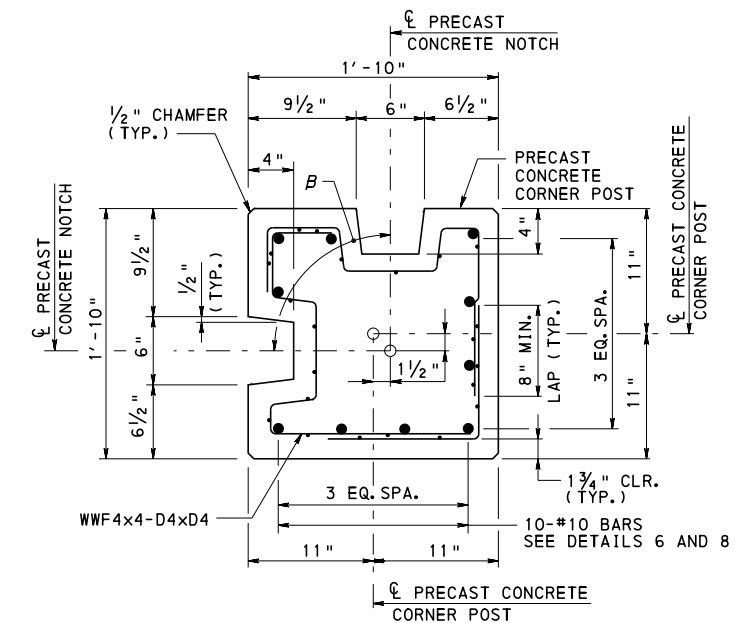 ℄ PRECAST
CONCRETE NOTCH
1'-10"
9½"
6"
6½"
½" CHAMFER
(TYP.)
4"
β
PRECAST
CONCRETE
CORNER POST
4"
℄ PRECAST
CONCRETE NOTCH
1'-10"
9½"
½"
(TYP.)
6"
6½"
1½"
8" MIN.
LAP (TYP.)
3 EQ. SPA.
11"
11"
℄ PRECAST CONCRETE
CORNER POST
1¾" CLR.
(TYP.)
3 EQ. SPA.
WWF4x4-D4xD4
10-#10 BARS
SEE DETAILS 6 AND 8
11"
11"
℄ PRECAST CONCRETE
CORNER POST